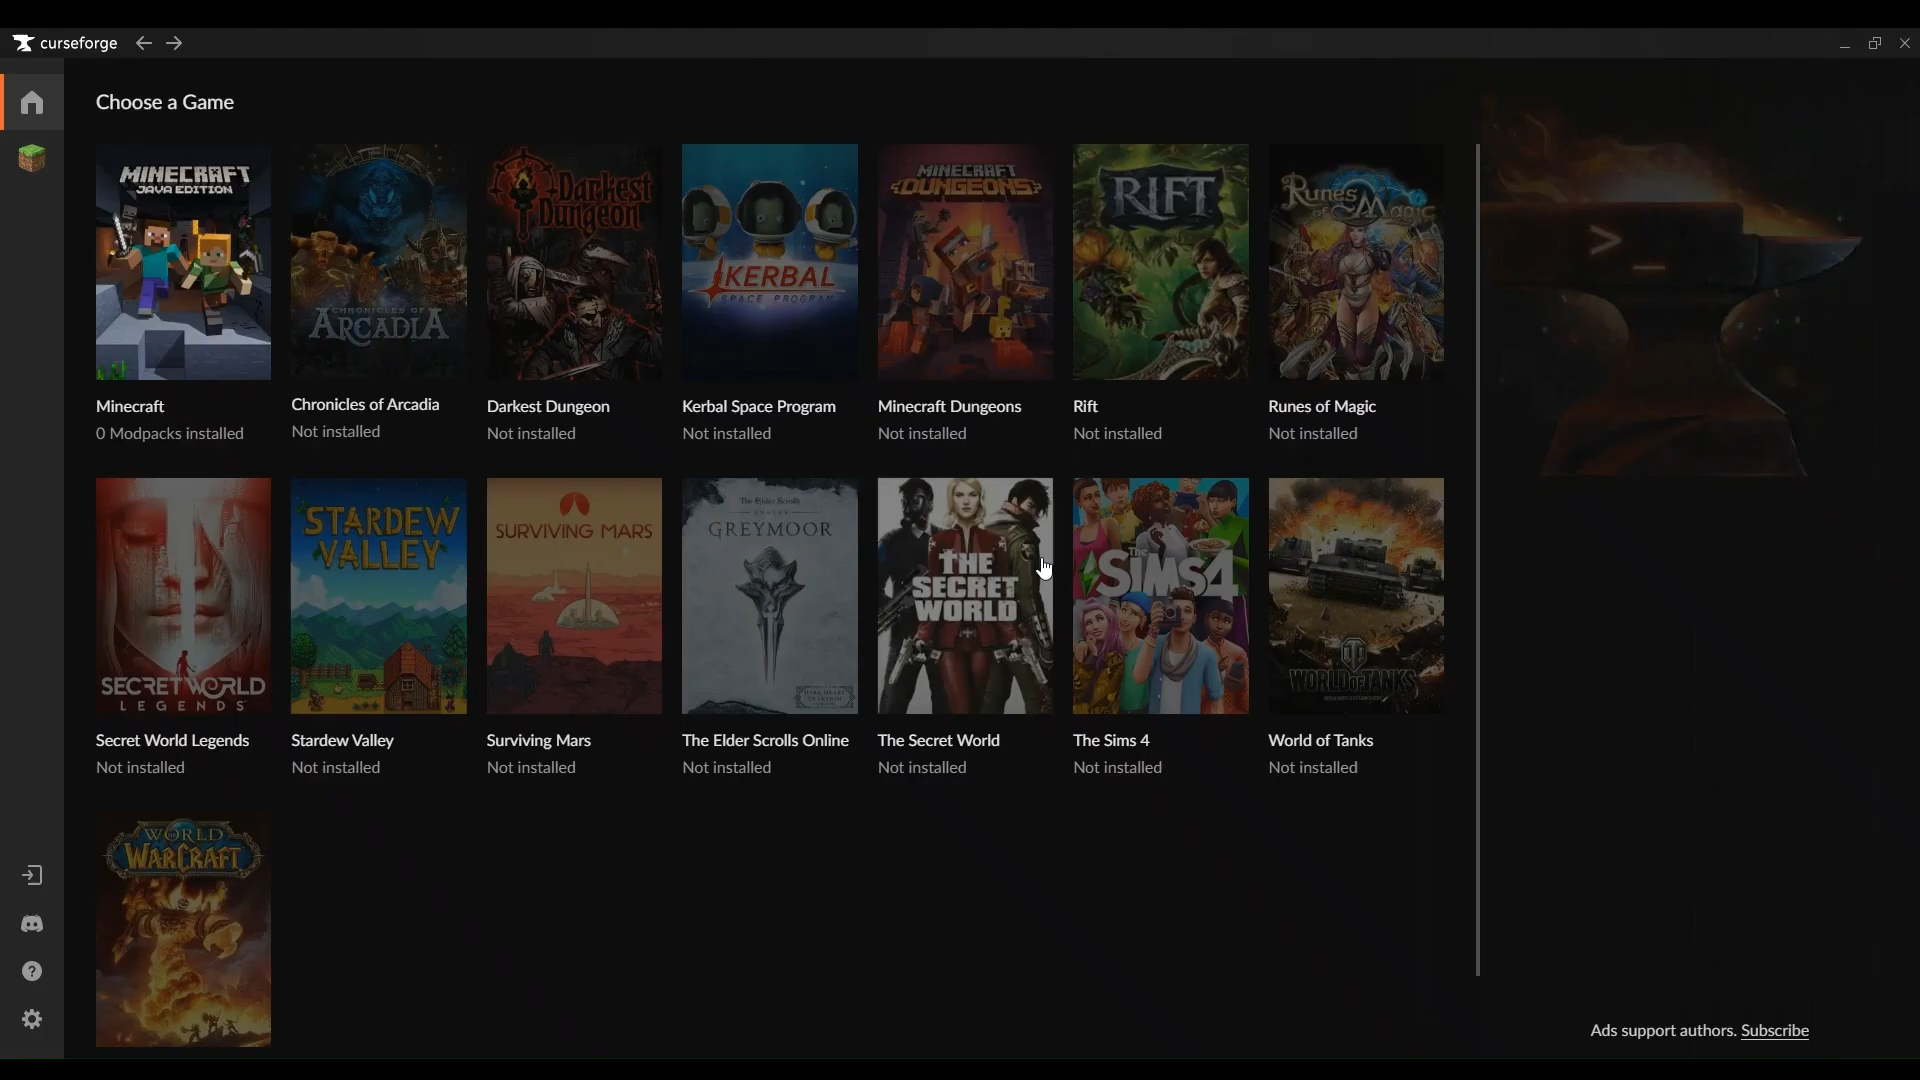 curseforge
Choose a Game
MINECRAFT
JAVA EDITION
CHRONICLES OF
ARCADIA
Darkest
Dungeon
KERBAL
SPACE PROGRAM
MINECRAFT
DUNGEONS
RIFT
Runes
of Magic
Minecraft
0 Modpacks installed
Chronicles of Arcadia
Not installed
Darkest Dungeon
Not installed
Kerbal Space Program
Not installed
Minecraft Dungeons
Not installed
Rift
Not installed
Runes of Magic
Not installed
SECRET WORLD
LEGENDS
STARDEW
VALLEY
SURVIVING MARS
The Elder Scrolls
ONLINE
GREYMOOR
THE
SECRET
WORLD
The
SIMS4
WORLD OF TANKS
Secret World Legends
Not installed
Stardew Valley
Not installed
Surviving Mars
Not installed
The Elder Scrolls Online
Not installed
The Secret World
Not installed
The Sims 4
Not installed
World of Tanks
Not installed
WORLD
OF
WARCRAFT
Ads support authors. Subscribe